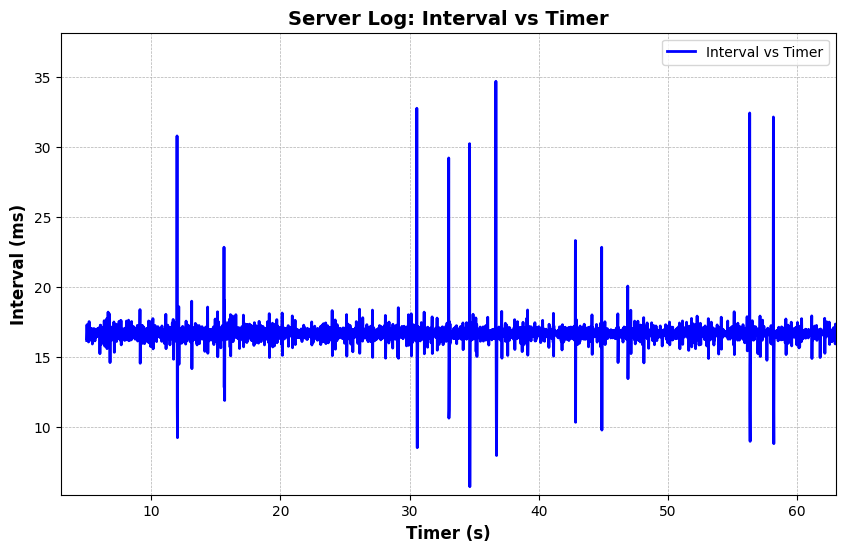 Server Log: Interval vs Timer
Interval vs Timer
35
30
25
20
15
10
Interval (ms)
10 20 30 40 50 60
Timer (s)